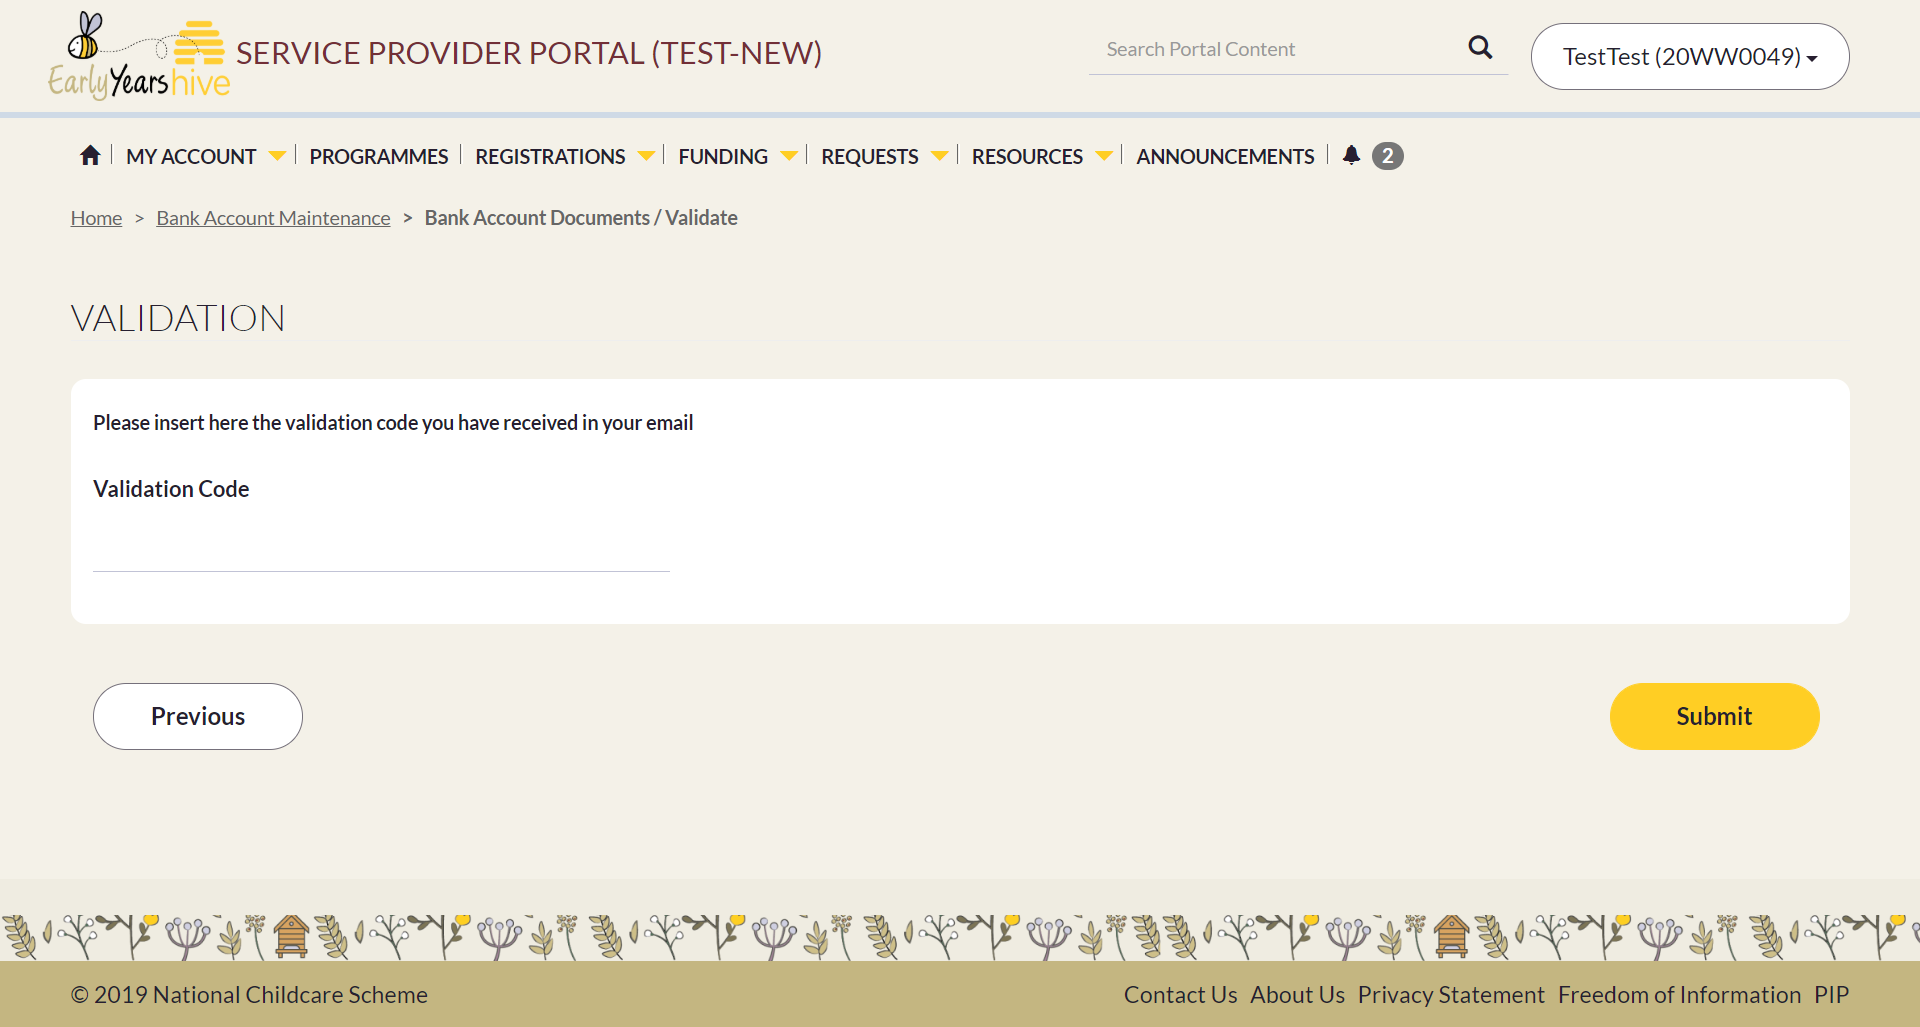 Early Years hive
SERVICE PROVIDER PORTAL (TEST-NEW)
Search Portal Content
TestTest (20WW0049)
MY ACCOUNT
PROGRAMMES
REGISTRATIONS
FUNDING
REQUESTS
RESOURCES
ANNOUNCEMENTS
2
Home > Bank Account Maintenance > Bank Account Documents / Validate
VALIDATION
Please insert here the validation code you have received in your email
Validation Code
Previous
Submit
© 2019 National Childcare Scheme
Contact Us About Us Privacy Statement Freedom of Information PIP